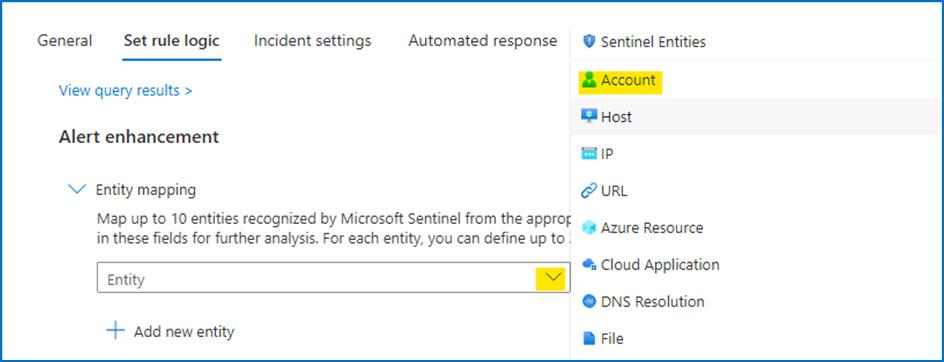 General Set rule logic Incident settings Automated response
View query results >
Alert enhancement
Entity mapping
Map up to 10 entities recognized by Microsoft Sentinel from the
in these fields for further analysis. For each entity, you can define up to
Entity
Add new entity
Sentinel Entities
Account
Host
IP
URL
Azure Resource
Cloud Application
DNS Resolution
File